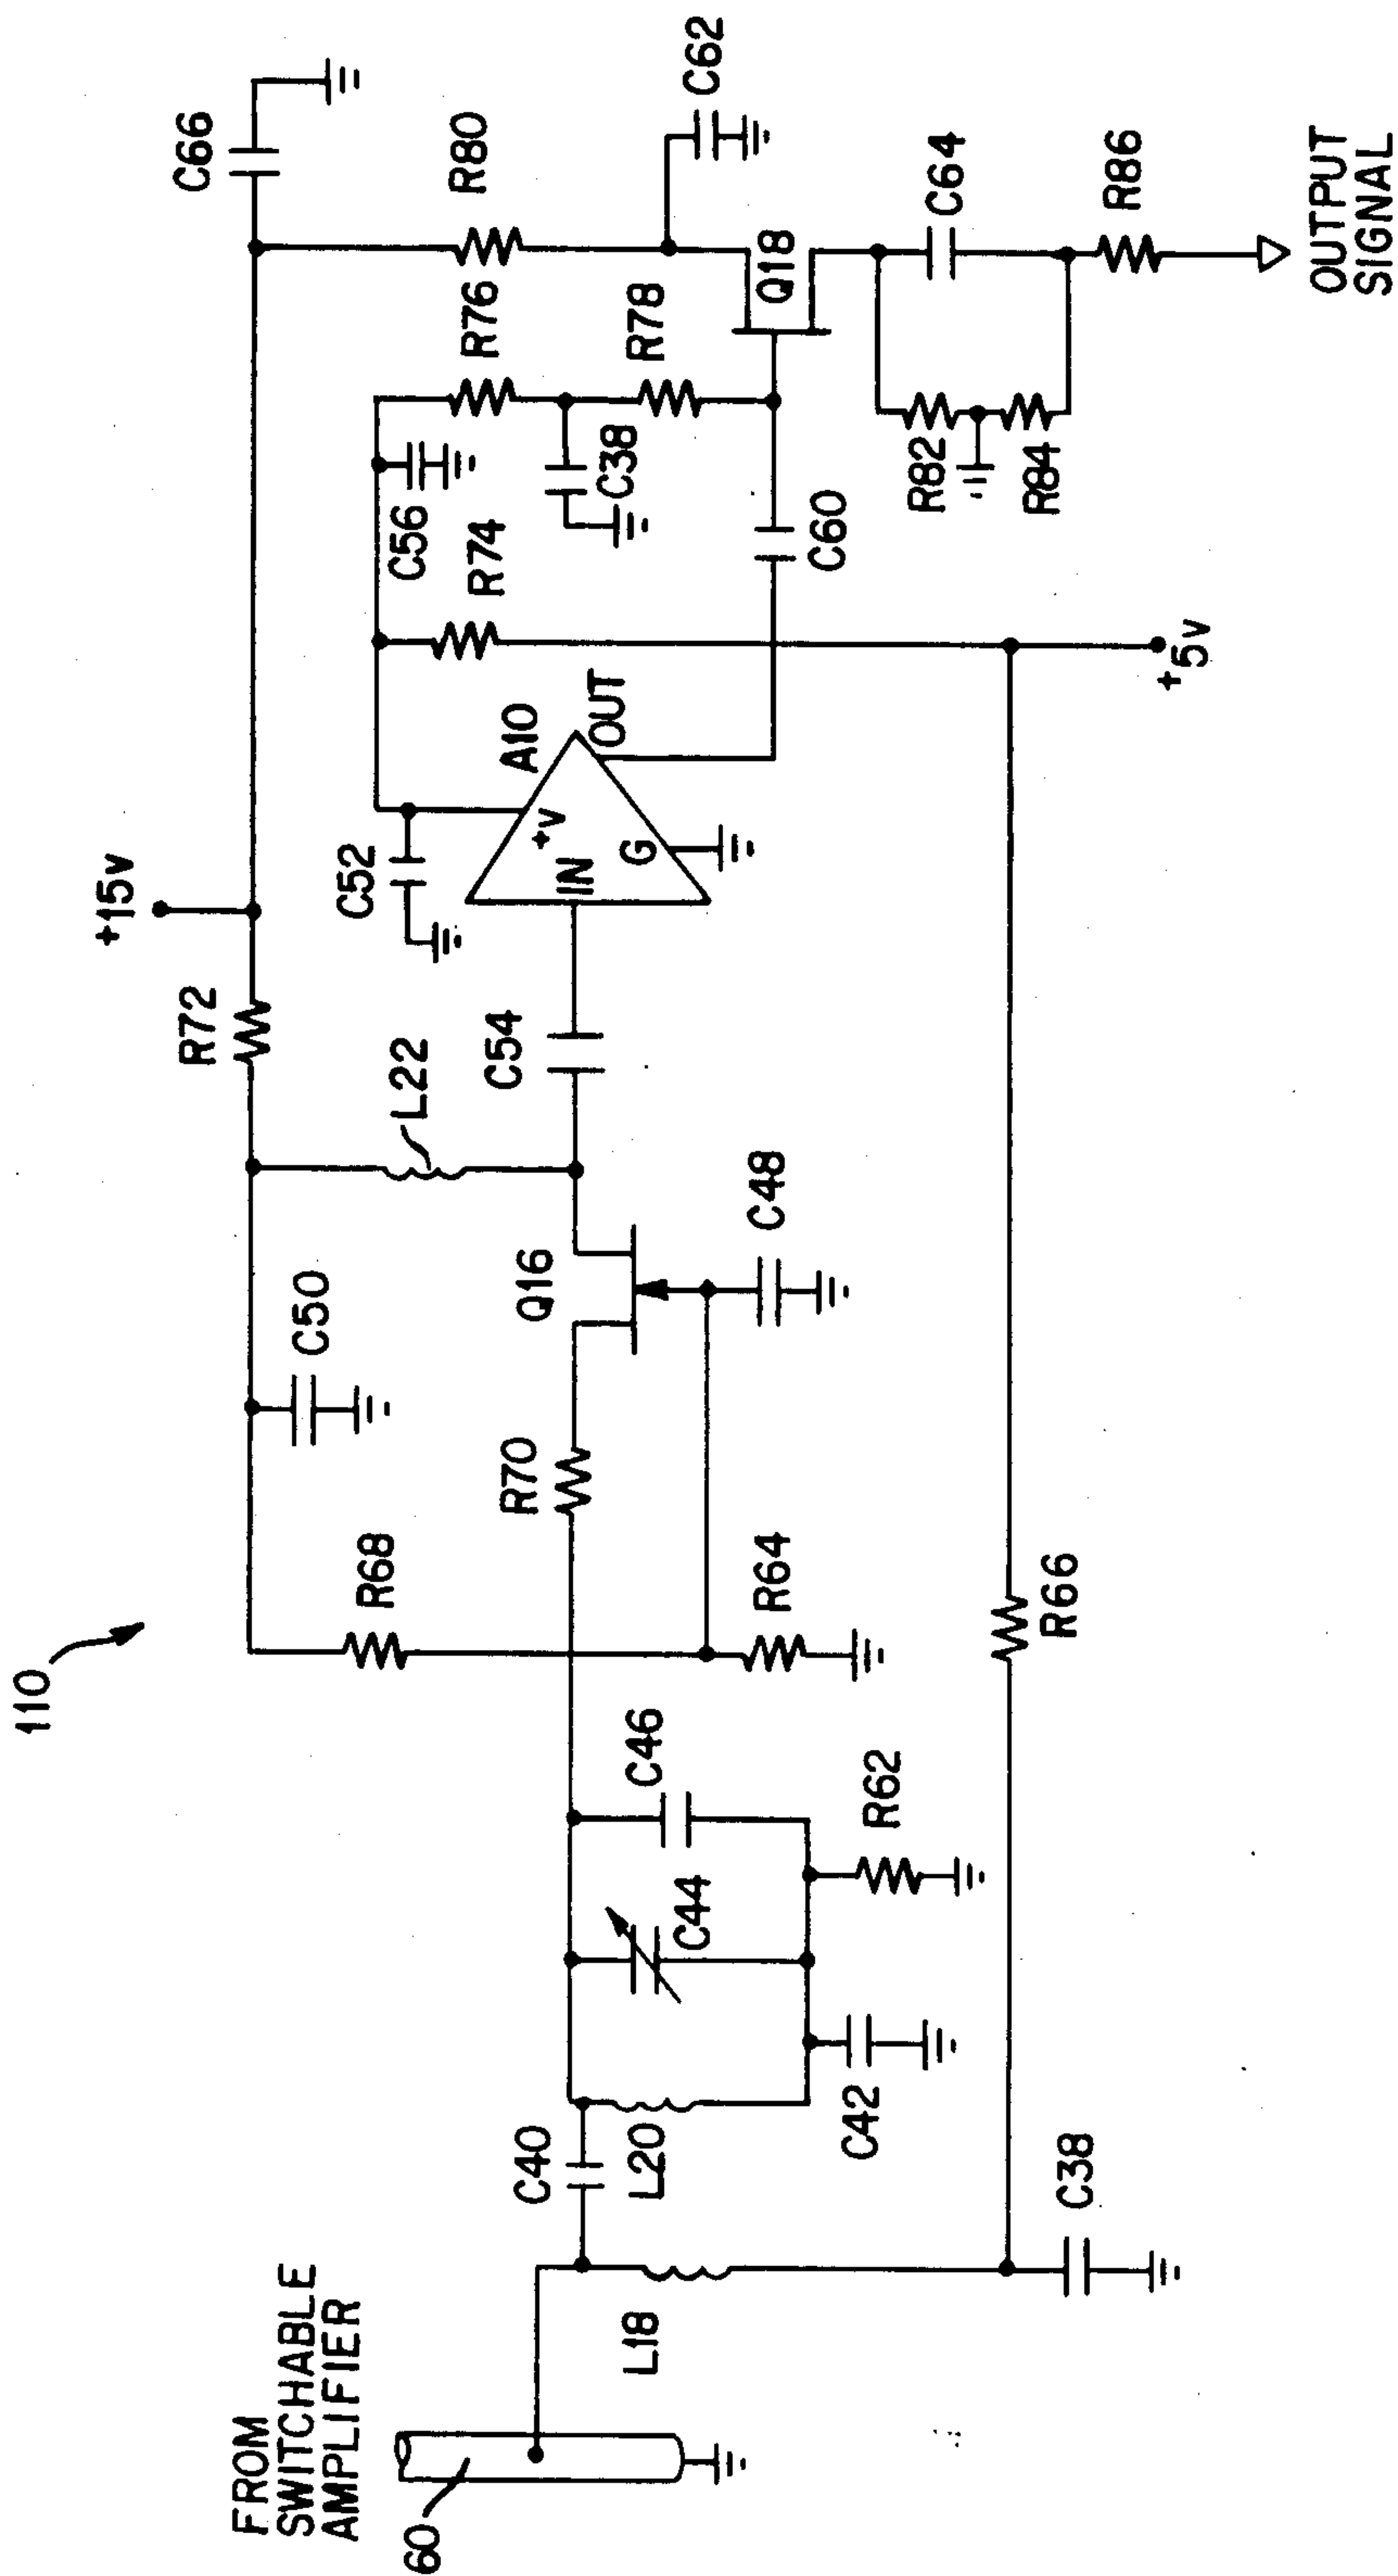 110
FROM
SWITCHABLE
AMPLIFIER
60
L18
C38
C40
L20
C42
C44
C46
R62
R68
R64
R66
R70
C50
Q16
C48
L22
R72
+15v
C54
C52
A10
+V
IN
G
OUT
R74
C56
+5v
C60
C38
R76
R78
Q18
R80
C66
C62
R82
R84
C64
R86
OUTPUT
SIGNAL